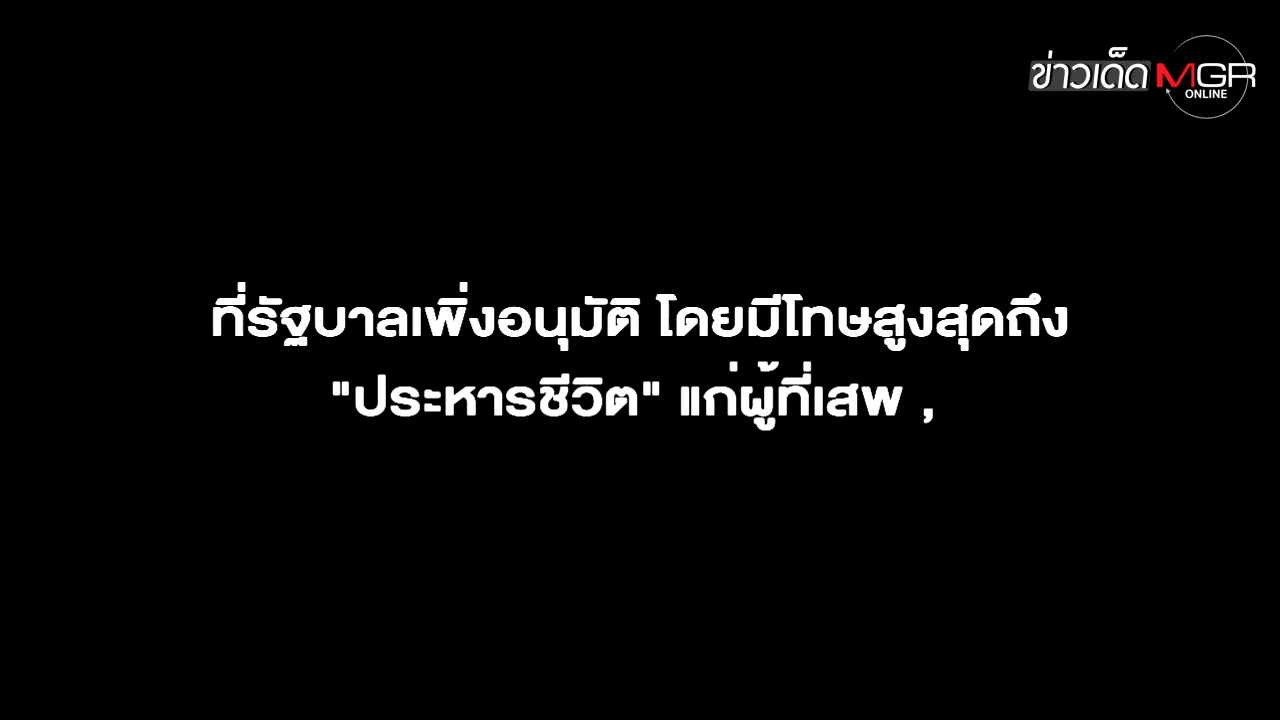 ข่าวเด็ด MGR
ONLINE
ที่รัฐบาลเพิ่งอนุมัติ โดยมีโทษสูงสุดถึง
"ประหารชีวิต" แก่ผู้ที่เสพ ,